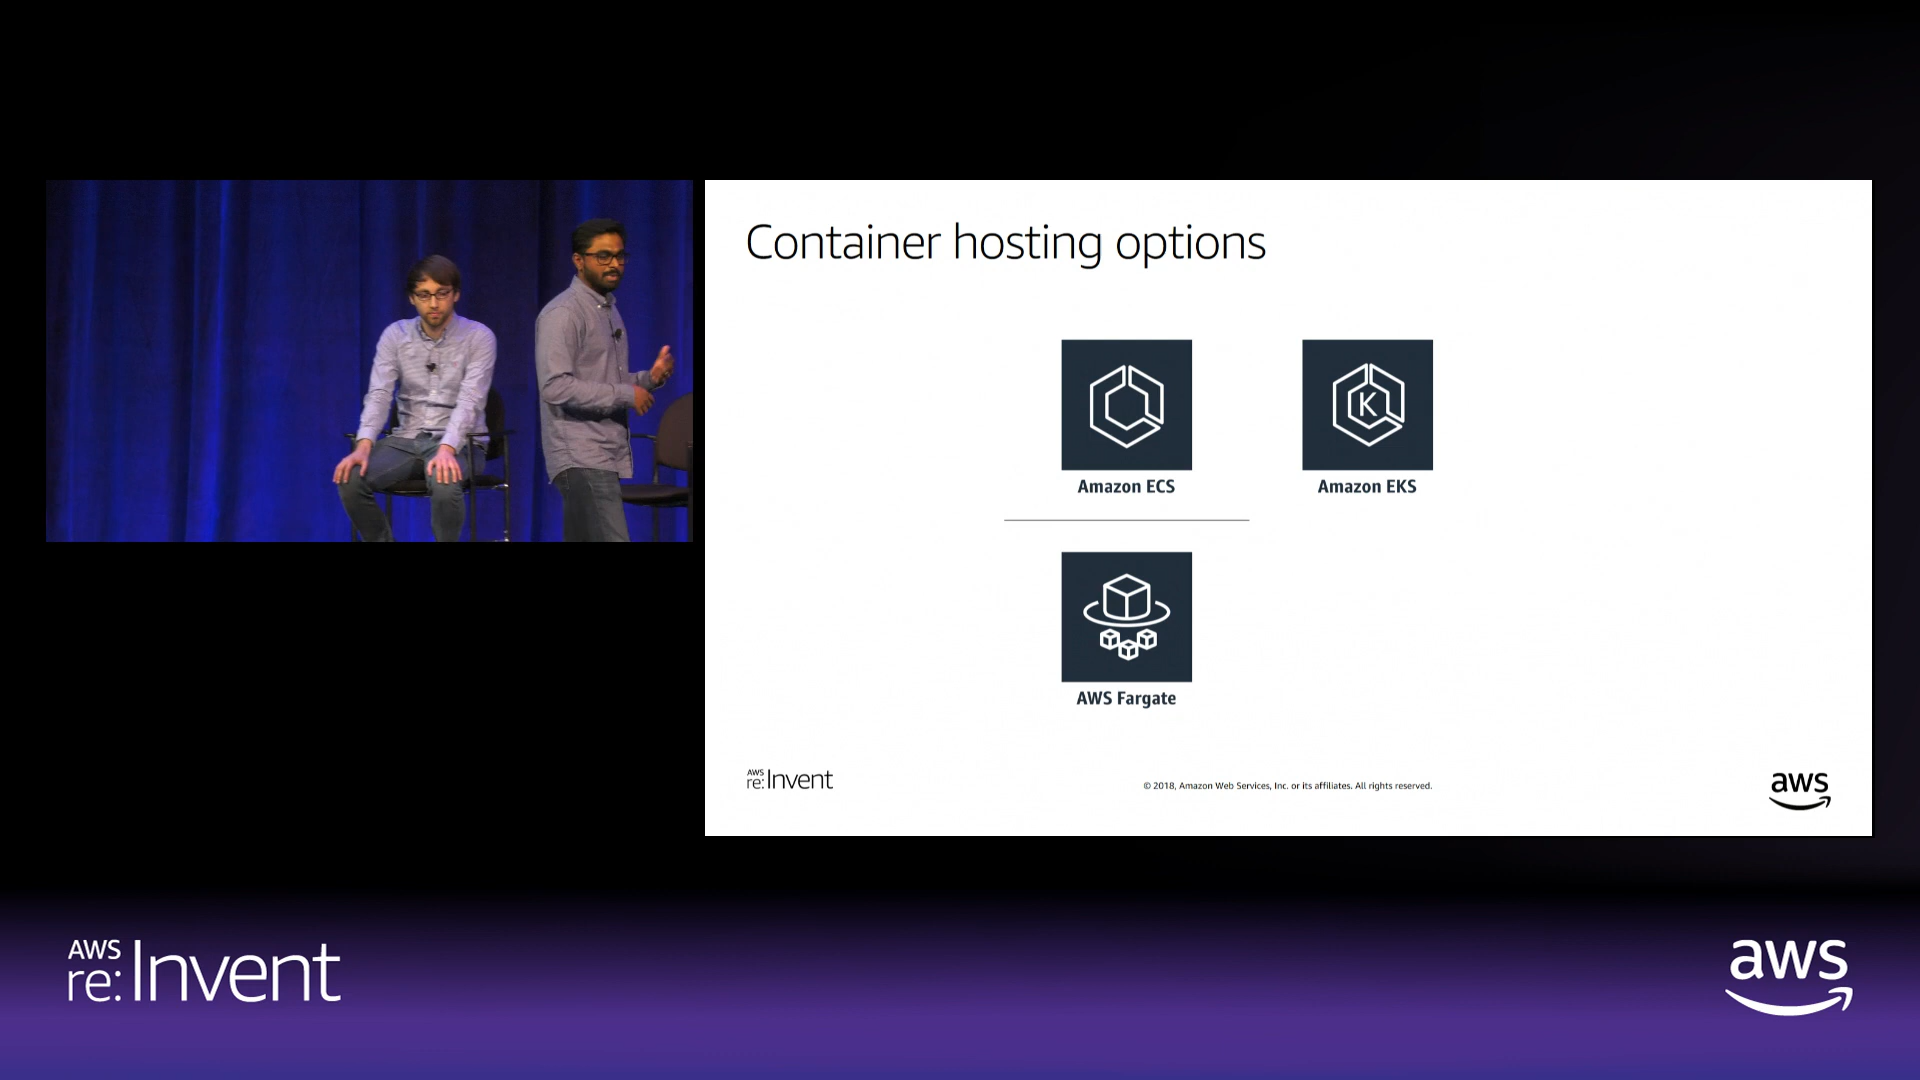 Container hosting options
K
Amazon ECS
Amazon EKS
AWS Fargate
AWS
re:Invent
© 2018, Amazon Web Services, Inc. or its affiliates. All rights reserved.
aws
AWS
re:Invent
aws